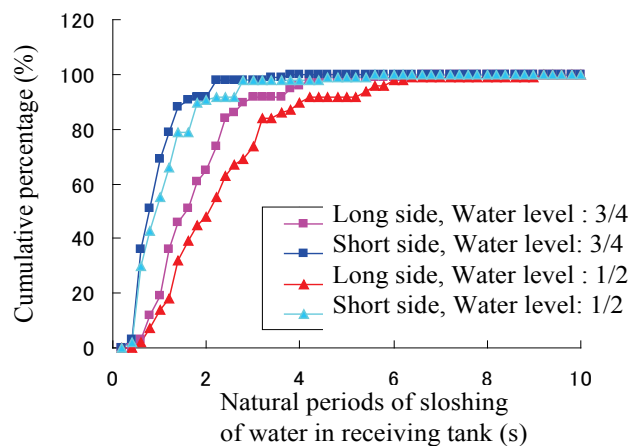 120
100
80
60
40
20
0
Cumulative percentage (%)
Long side, Water level : 3/4
Short side, Water level: 3/4
Long side, Water level : 1/2
Short side, Water level: 1/2
0 2 4 6 8 10
Natural periods of sloshing
of water in receiving tank (s)